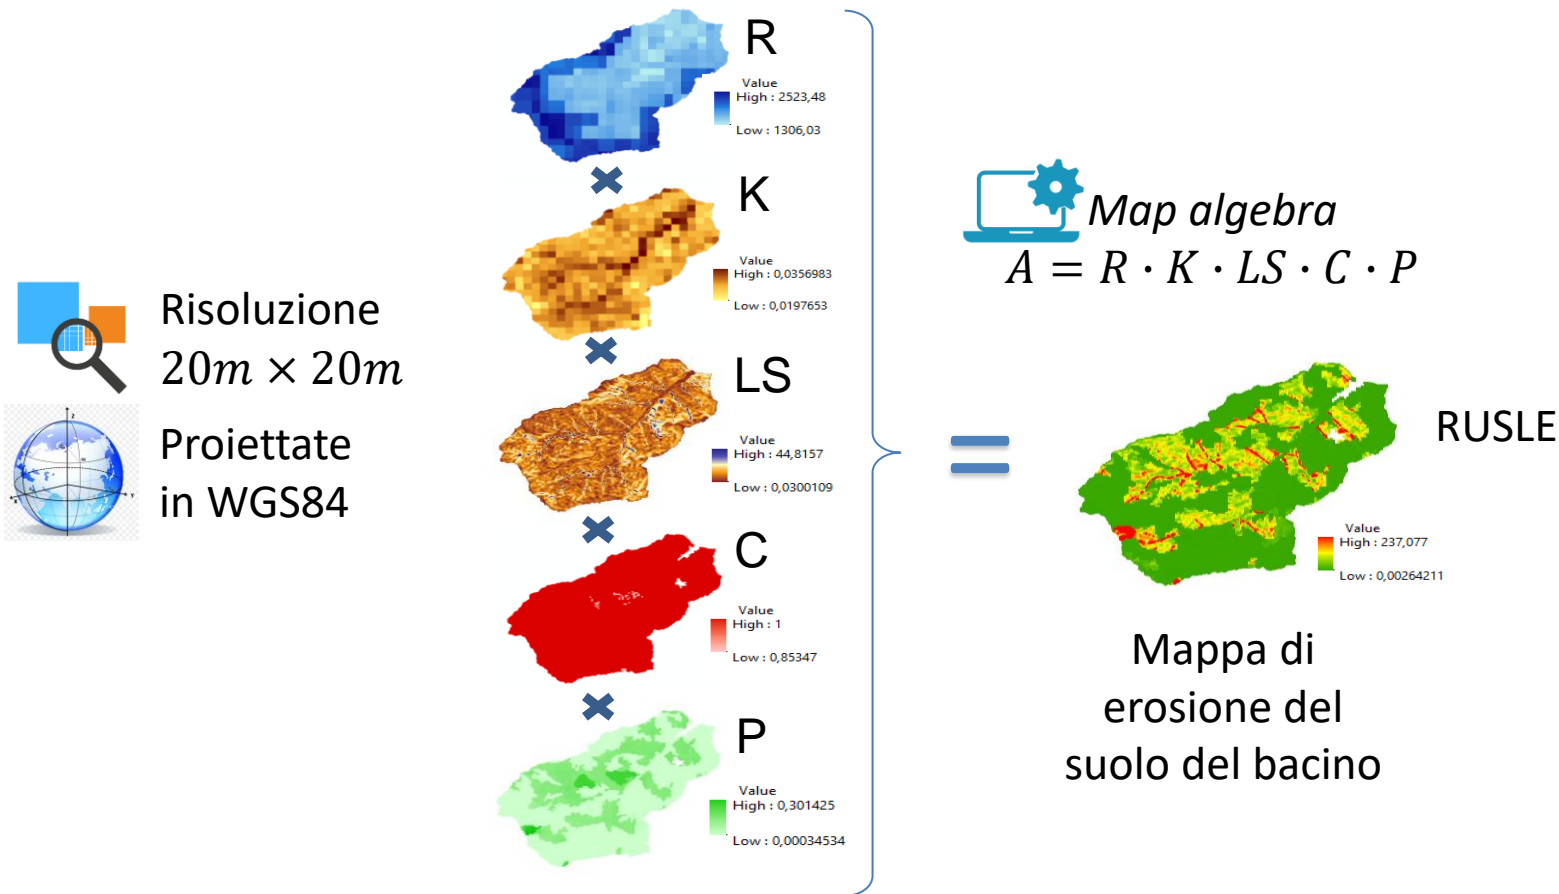 Risoluzione
20m × 20m
Proiettate
in WGS84
R
Value
High : 2523,48
Low : 1306,03
K
Value
High : 0,0356983
Low : 0,0197653
LS
Value
High : 44,8157
Low : 0,0300109
C
Value
High : 1
Low : 0,85347
P
Value
High : 0,301425
Low : 0,00034534
Map algebra
A = R · K · LS · C · P
=
RUSLE
Value
High : 237,077
Low : 0,00264211
Mappa di
erosione del
suolo del bacino